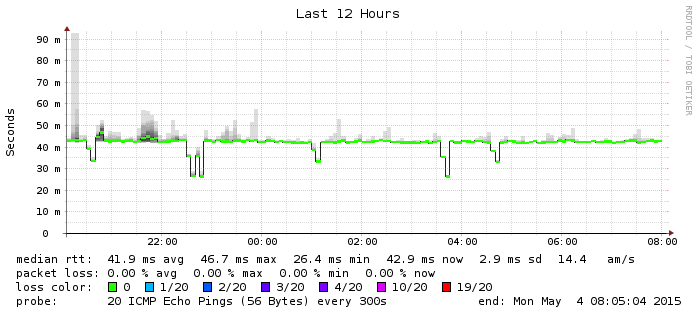 Last 12 Hours
RRDTOOL / TOBI OETIKER
Seconds
90 m
80 m
70 m
60 m
50 m
40 m
30 m
20 m
10 m
0
22:00 00:00 02:00 04:00 06:00 08:00
median rtt: 41.9 ms avg 46.7 ms max 26.4 ms min 42.9 ms now 2.9 ms sd 14.4 am/s
packet loss: 0.00 % avg 0.00 % max 0.00 % min 0.00 % now
loss color: 0 1/20 2/20 3/20 4/20 10/20 19/20
probe: 20 ICMP Echo Pings (56 Bytes) every 300s end: Mon May 4 08:05:04 2015